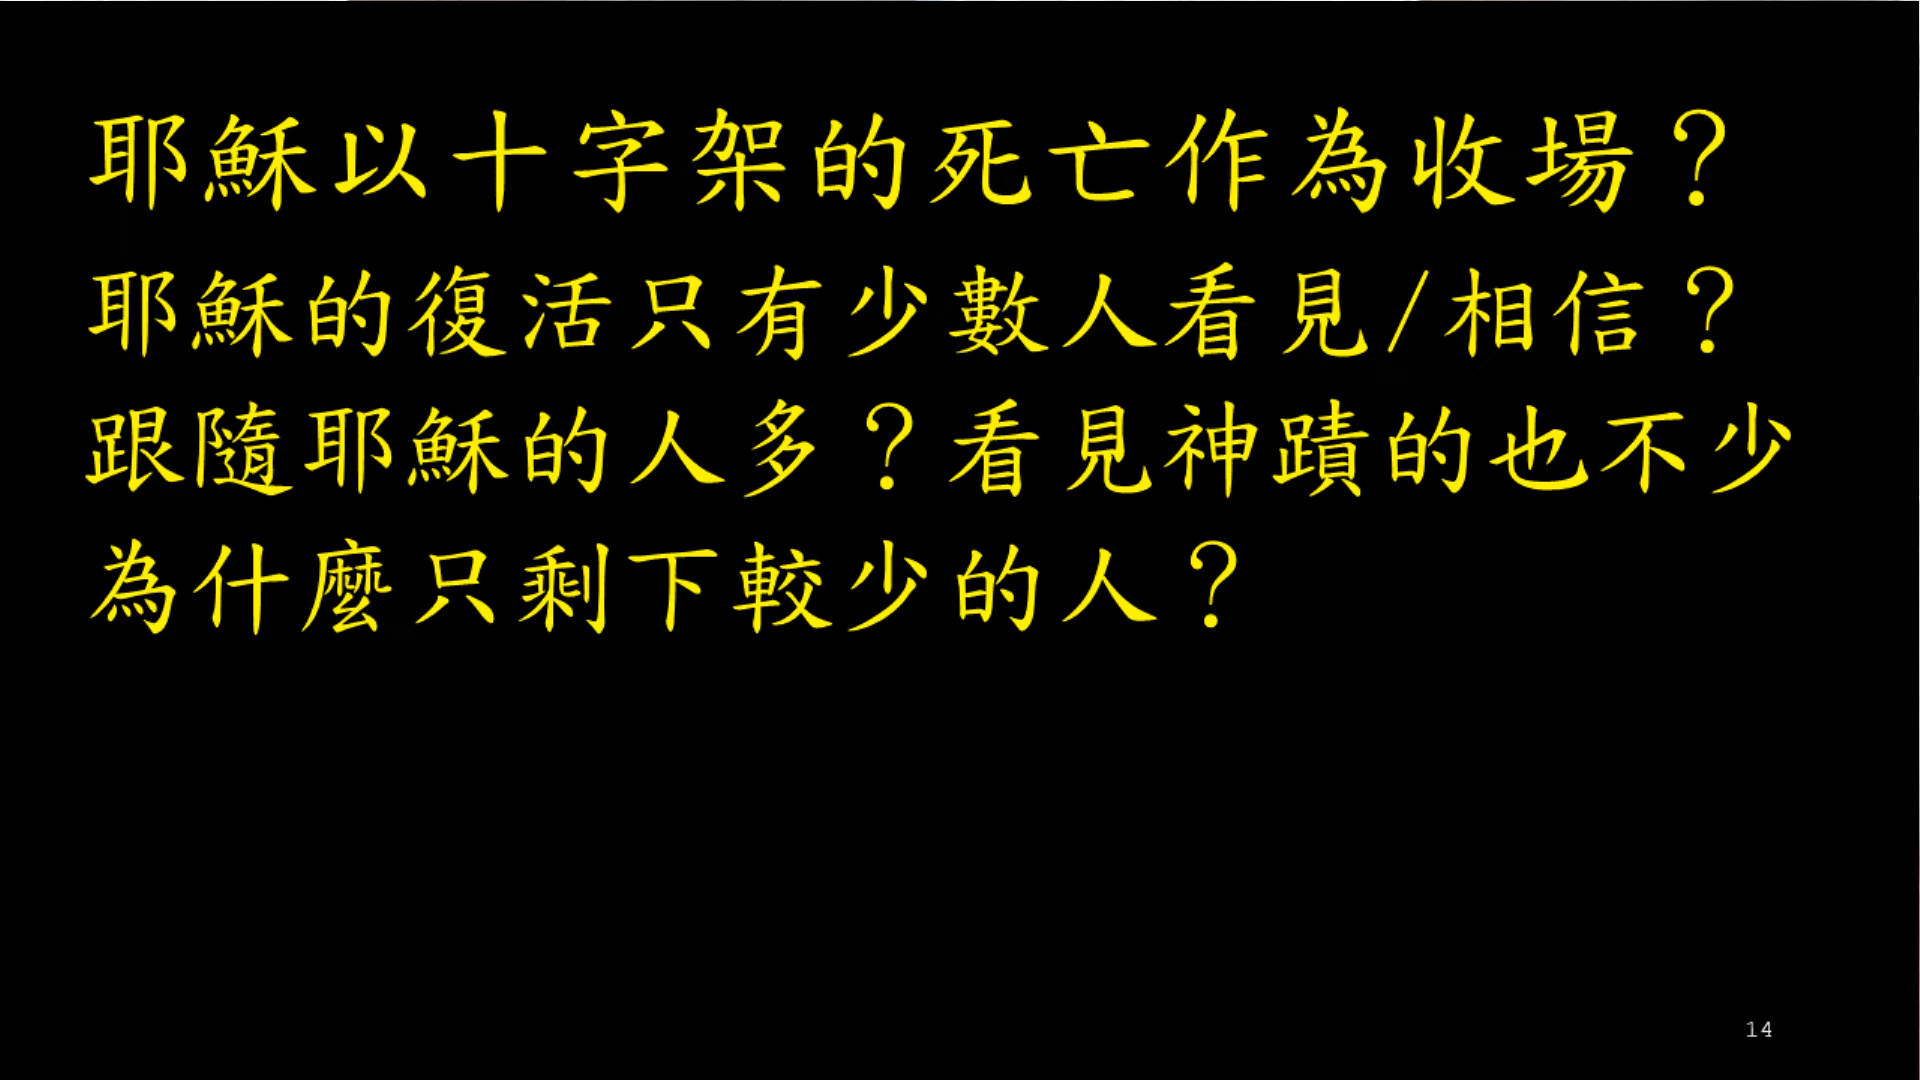 耶穌以十字架的死亡作為收場？
耶穌的復活只有少數人看見/相信？
跟隨耶穌的人多？看見神蹟的也不少
為什麼只剩下較少的人？
14